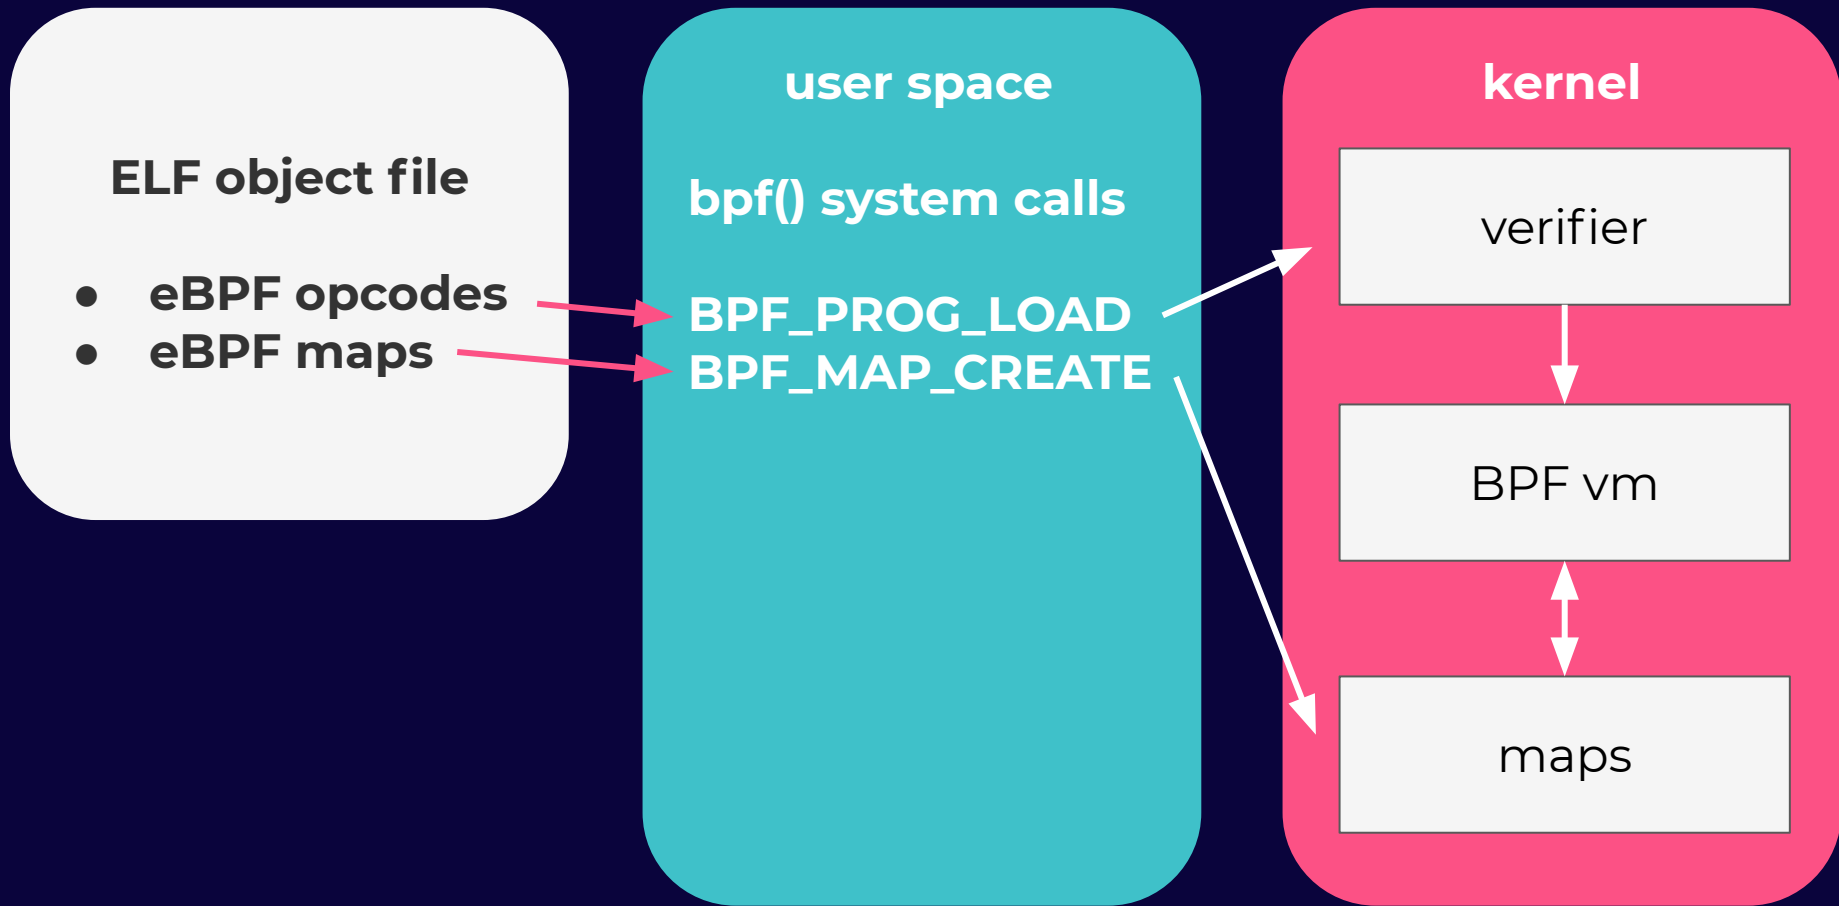 ELF object file
● eBPF opcodes
● eBPF maps
user space
bpf() system calls
BPF_PROG_LOAD
BPF_MAP_CREATE
kernel
verifier
BPF vm
maps